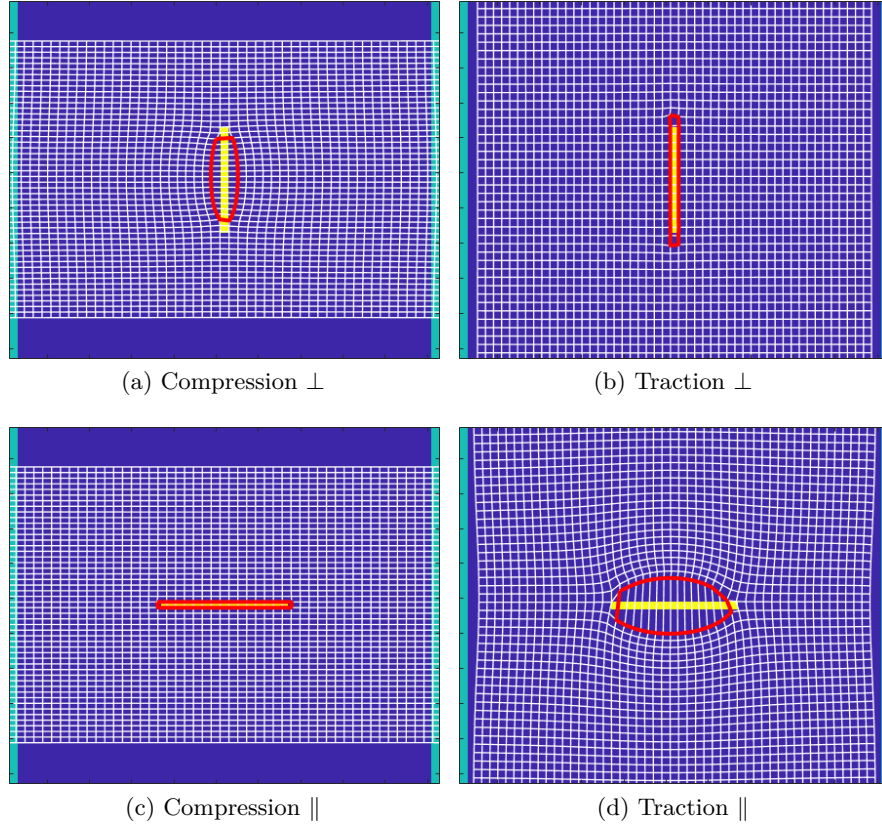 (a) Compression ⊥
(b) Traction ⊥
(c) Compression ∥
(d) Traction ∥